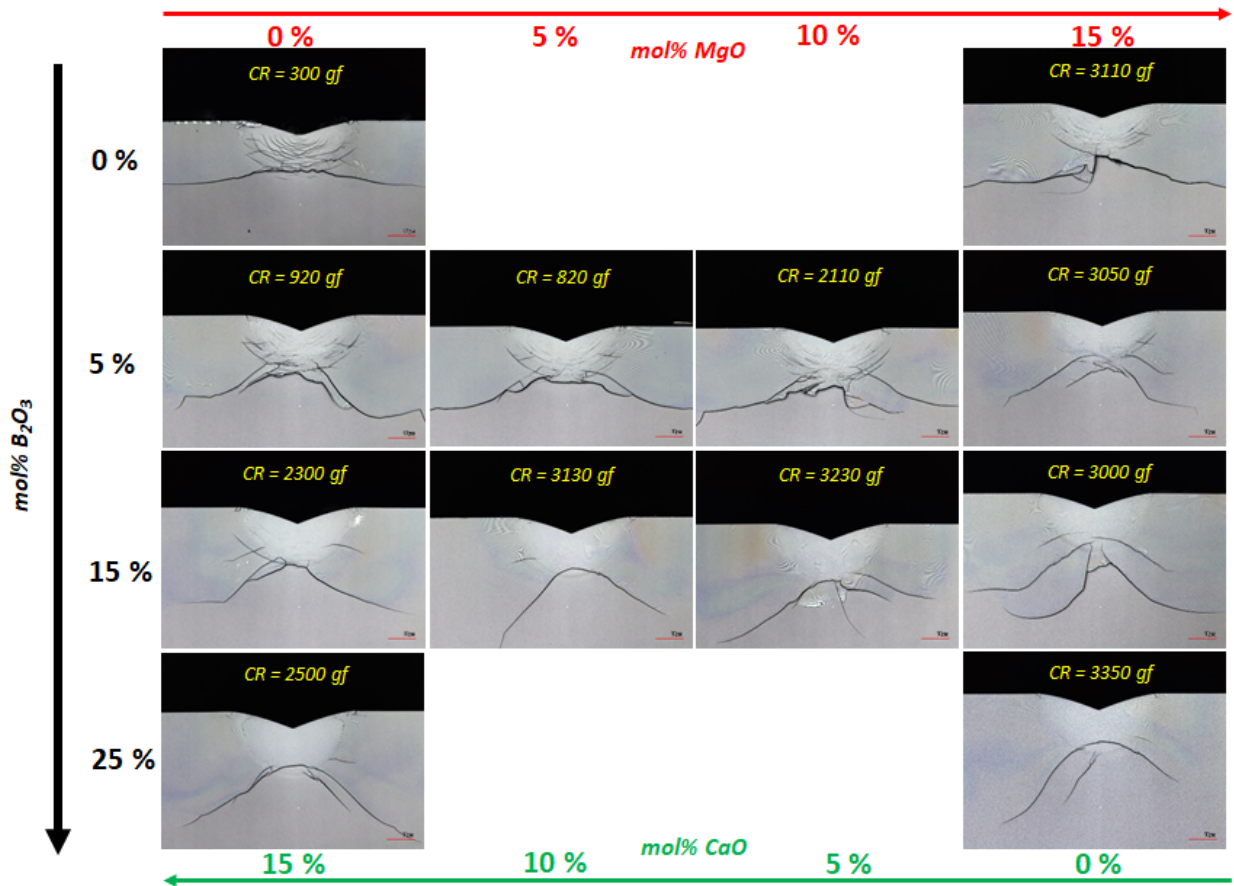 0 % 5 % mol% MgO 10 % 15 %
CR = 300 gf CR = 3110 gf
0 %
CR = 920 gf CR = 820 gf CR = 2110 gf CR = 3050 gf
5 %
mol% B₂O₃
CR = 2300 gf CR = 3130 gf CR = 3230 gf CR = 3000 gf
15 %
CR = 2500 gf CR = 3350 gf
25 %
15 % 10 % mol% CaO 5 % 0 %